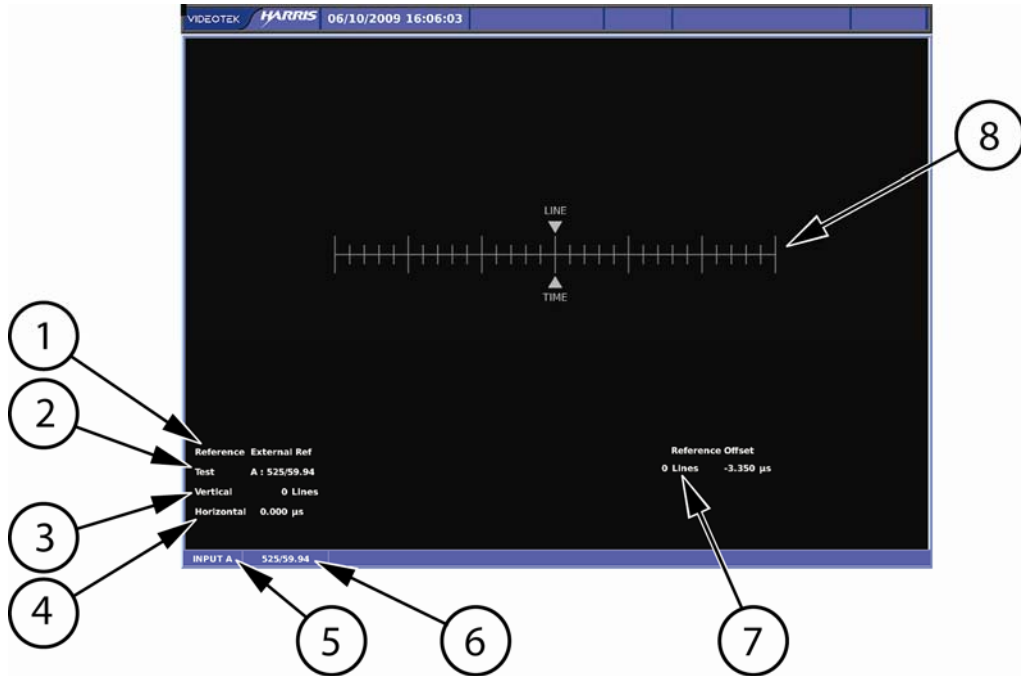 VIDEOTEK HARRIS 06/10/2009 16:06:03
8
LINE
TIME
1
2
3
4
Reference External Ref
Test A : 525/59.94
Vertical 0 Lines
Horizontal 0.000 µs
Reference Offset
0 Lines -3.350 µs
INPUT A 525/59.94
5
6
7